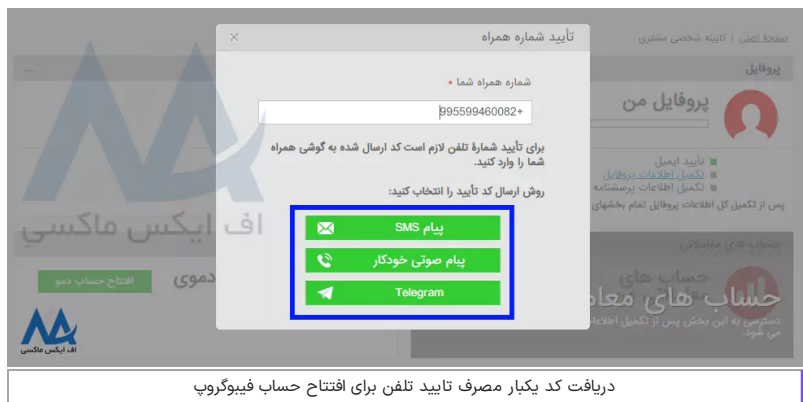 صفحهٔ اصلی | کابینه شخصی مشتری
پروفایل
پروفایل من
تأیید ایمیل
تکمیل اطلاعات پروفایل
تکمیل اطلاعات پرسشنامه
پس از تکمیل کل اطلاعات پروفایل تمام بخشهای
تأیید شماره همراه
×
شماره همراه شما *
995599460082+
برای تأیید شمارهٔ تلفن لازم است کد ارسال شده به گوشی همراه
شما را وارد کنید.
روش ارسال کد تأیید را انتخاب کنید:
پیام SMS
پیام صوتی خودکار
Telegram
اف ایکس ماکسی
دموی
افتتاح حساب دمو
حساب های معاملاتی
حساب های
حساب های معا
دسترسی به این بخش پس از تکمیل اطلاعات
می شود.
اف ایکس ماکسی
دریافت کد یکبار مصرف تایید تلفن برای افتتاح حساب فیبوگروپ